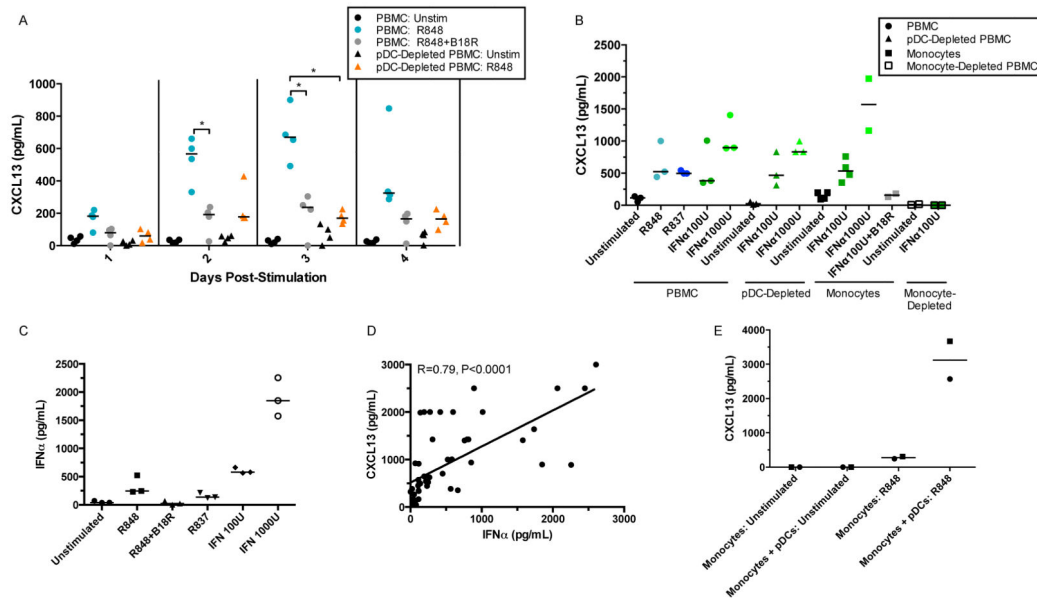 A
PBMC: Unstim
PBMC: R848
PBMC: R848+B18R
pDC-Depleted PBMC: Unstim
pDC-Depleted PBMC: R848
CXCL13 (pg/mL)
1000
800
600
400
200
0
*
*
*
1
2
3
4
Days Post-Stimulation
B
PBMC
pDC-Depleted PBMC
Monocytes
Monocyte-Depleted PBMC
CXCL13 (pg/mL)
2500
2000
1500
1000
500
0
Unstimulated
R848
R837
IFNα100U
IFNα1000U
Unstimulated
IFNα100U
IFNα1000U
Unstimulated
IFNα100U
IFNα1000U
IFNα100U+B18R
Unstimulated
IFNα100U
PBMC
pDC-Depleted
Monocytes
Monocyte-
Depleted
C
IFNα (pg/mL)
2500
2250
1750
1500
1000
500
250
0
Unstimulated
R848
R848+B18R
R837
IFN 100U
IFN 1000U
D
R=0.79, P<0.0001
CXCL13 (pg/mL)
3000
2000
1000
0
0
1000
2000
3000
IFNα (pg/mL)
E
CXCL13 (pg/mL)
4000
3000
2000
1000
0
Monocytes: Unstimulated
Monocytes + pDCs: Unstimulated
Monocytes: R848
Monocytes + pDCs: R848